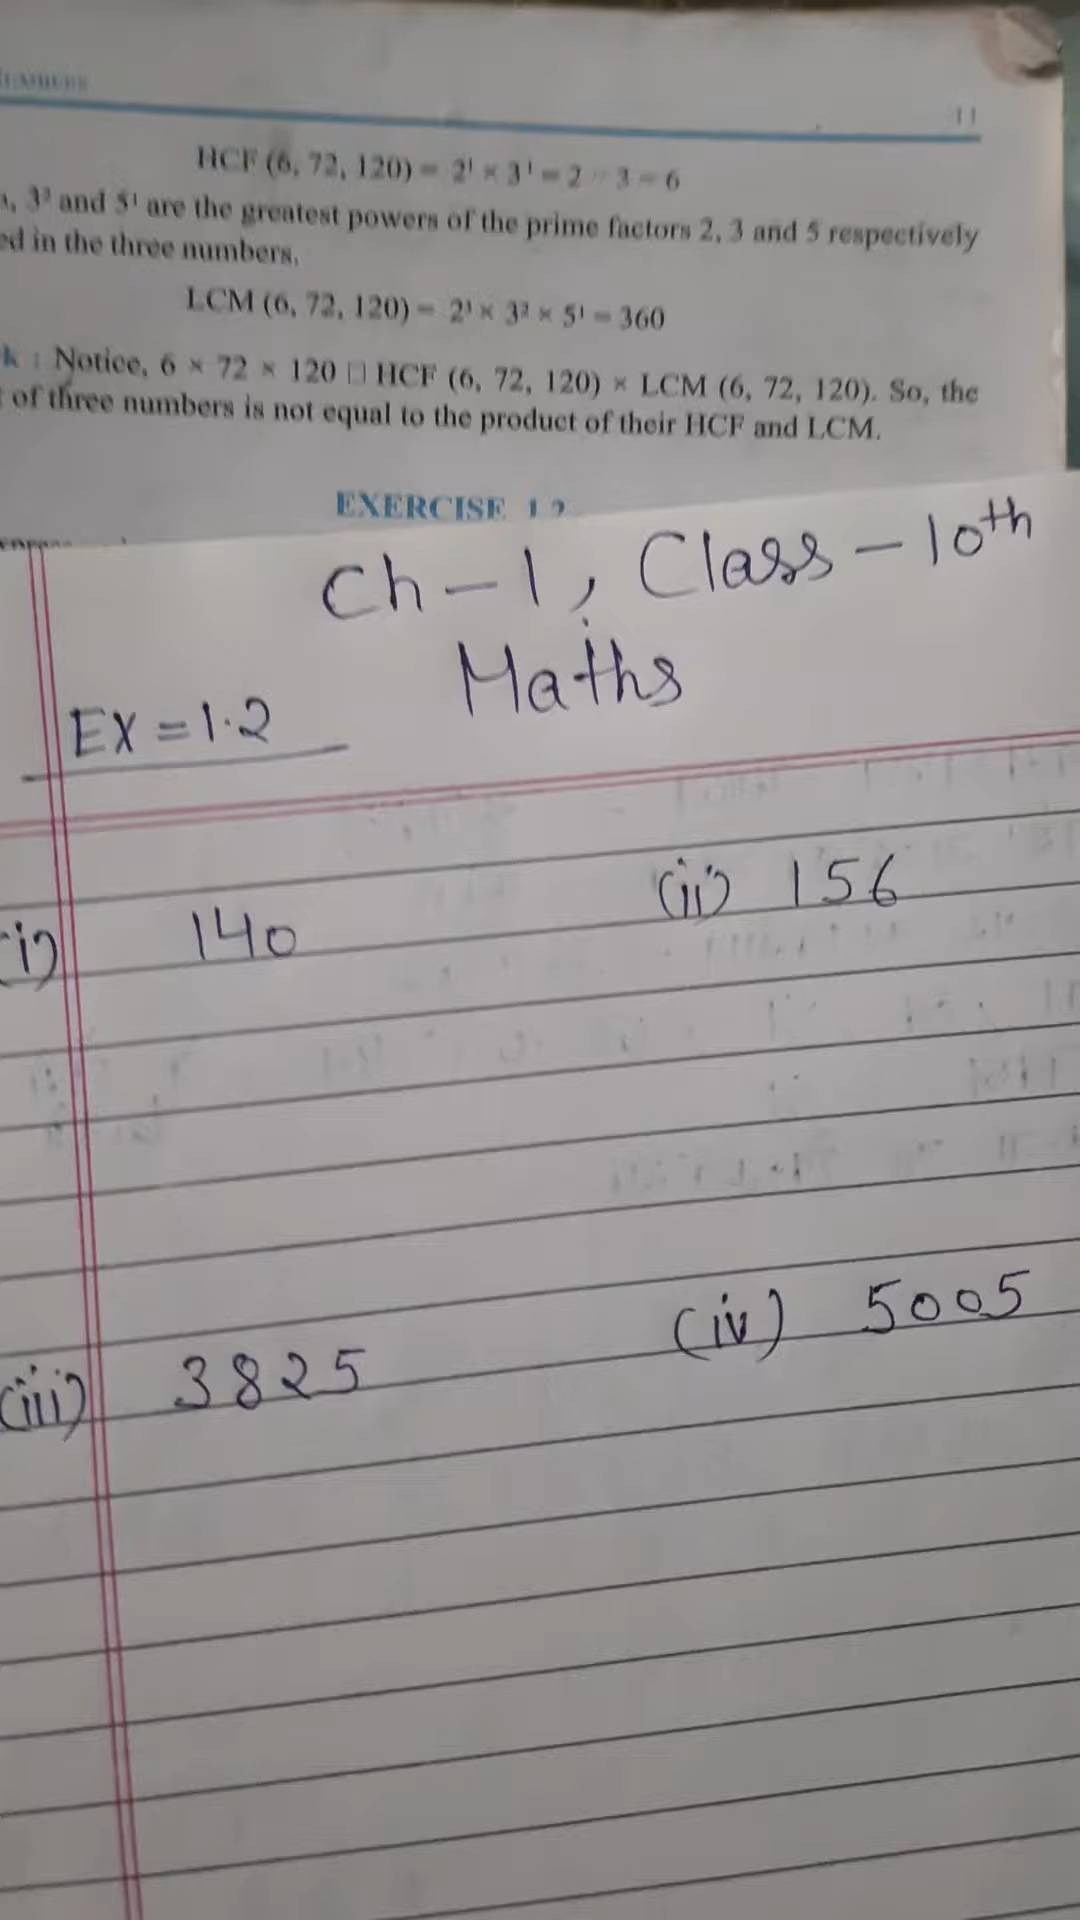 11
HCF (6, 72, 120) = 2¹ × 3¹ = 2 × 3 = 6
, 3² and 5¹ are the greatest powers of the prime factors 2, 3 and 5 respectively
ed in the three numbers.
LCM (6, 72, 120) = 2³ × 3² × 5¹ = 360
k : Notice, 6 × 72 × 120 □ HCF (6, 72, 120) × LCM (6, 72, 120). So, the
of three numbers is not equal to the product of their HCF and LCM.
EXERCISE 1.2
Ch - 1, Class - 10th
Maths
EX = 1.2
(i) 140 (ii) 156
(iii) 3825 (iv) 5005